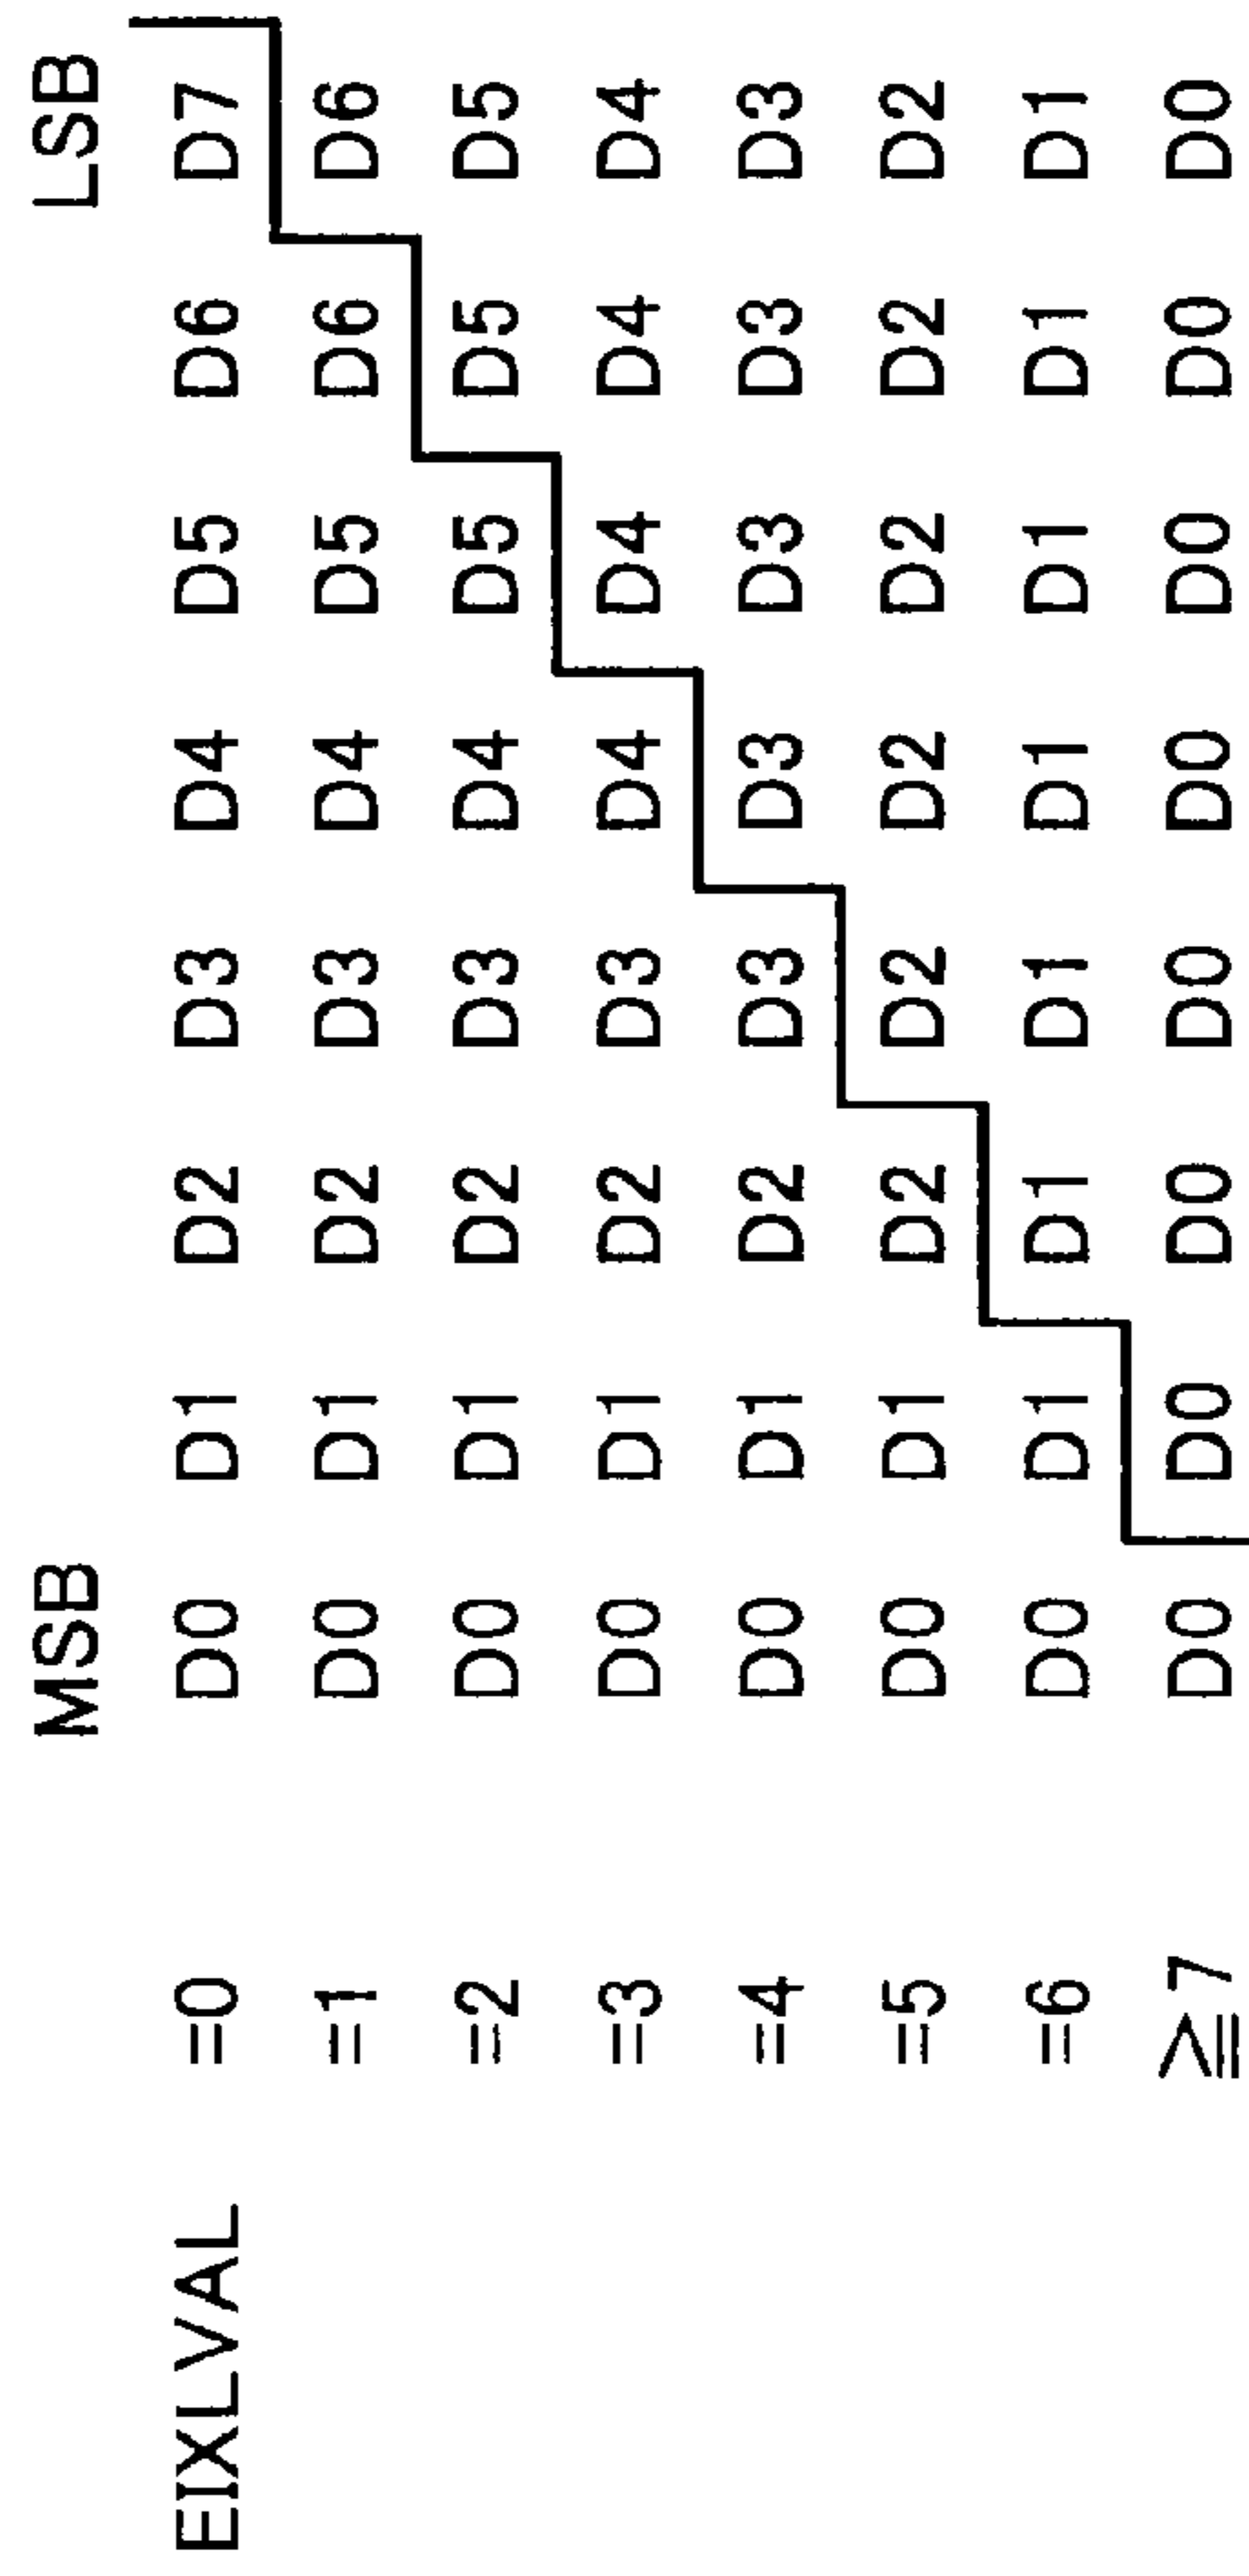 MSB LSB
EIXLVAL =0 D0 D1 D2 D3 D4 D5 D6 D7
=1 D0 D1 D2 D3 D4 D5 D6 D6
=2 D0 D1 D2 D3 D4 D5 D5 D5
=3 D0 D1 D2 D3 D4 D4 D4 D4
=4 D0 D1 D2 D3 D3 D3 D3 D3
=5 D0 D1 D2 D2 D2 D2 D2 D2
=6 D0 D1 D1 D1 D1 D1 D1 D1
≧7 D0 D0 D0 D0 D0 D0 D0 D0